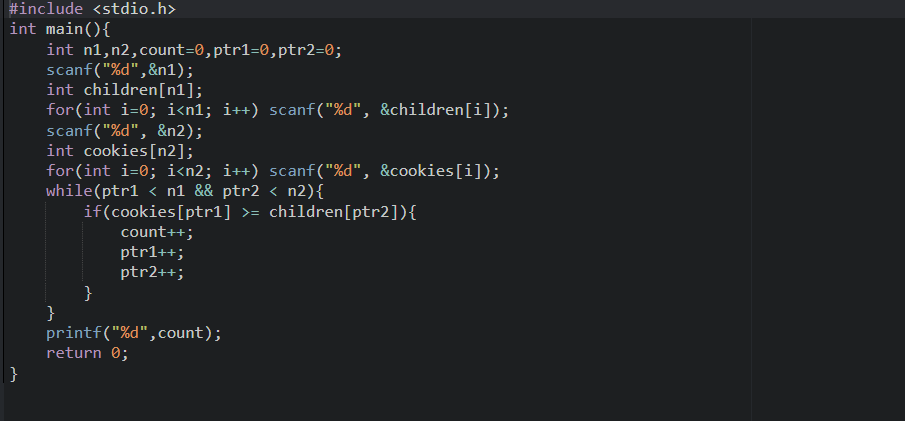 #include <stdio.h>
int main(){
    int n1,n2,count=0,ptr1=0,ptr2=0;
    scanf("%d",&n1);
    int children[n1];
    for(int i=0; i<n1; i++) scanf("%d", &children[i]);
    scanf("%d", &n2);
    int cookies[n2];
    for(int i=0; i<n2; i++) scanf("%d", &cookies[i]);
    while(ptr1 < n1 && ptr2 < n2){
        if(cookies[ptr1] >= children[ptr2]){
            count++;
            ptr1++;
            ptr2++;
        }
    }
    printf("%d",count);
    return 0;
}